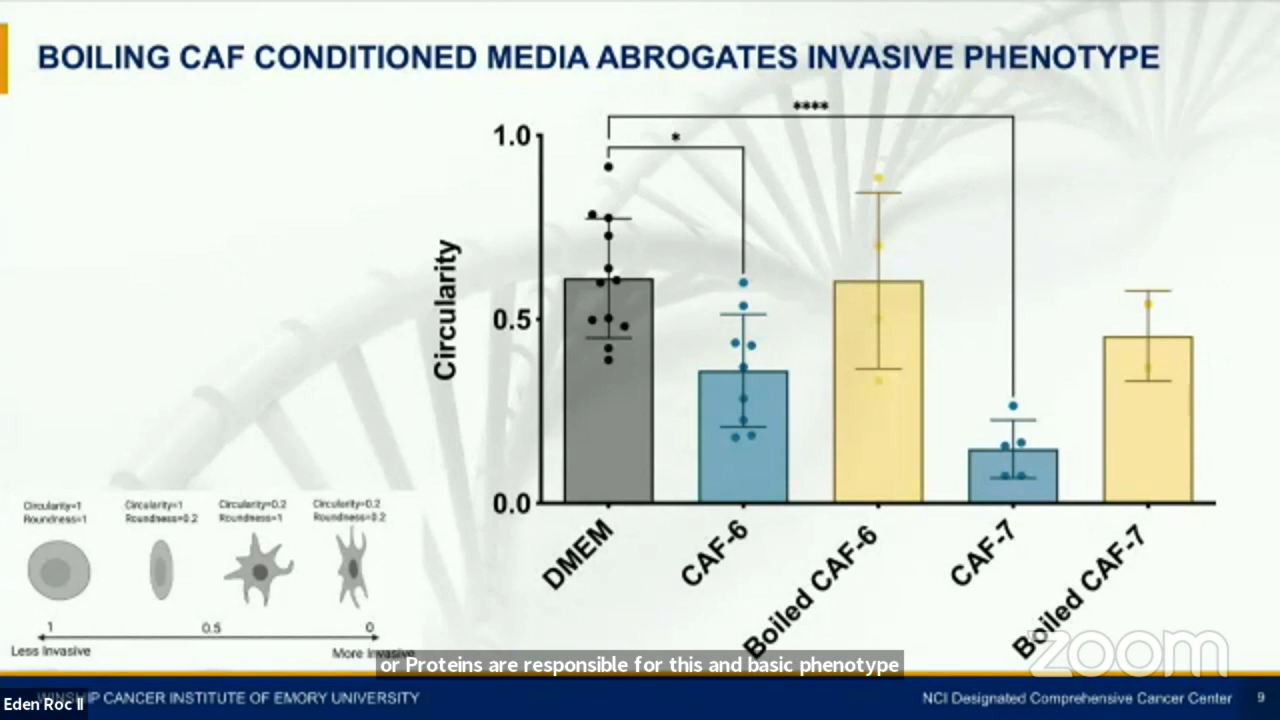 BOILING CAF CONDITIONED MEDIA ABROGATES INVASIVE PHENOTYPE
****
*
1.0
0.5
0.0
Circularity
DMEM
CAF-6
Boiled CAF-6
CAF-7
Boiled CAF-7
Circularity=1
Roundness=1
Circularity=1
Roundness=0.2
Circularity=0.2
Roundness=1
Circularity=0.2
Roundness=0.2
1
0.5
0
Less Invasive
More Invasive
zoom
or Proteins are responsible for this and basic phenotype
WINSHIP CANCER INSTITUTE OF EMORY UNIVERSITY
NCI Designated Comprehensive Cancer Center
9
Eden Roc II